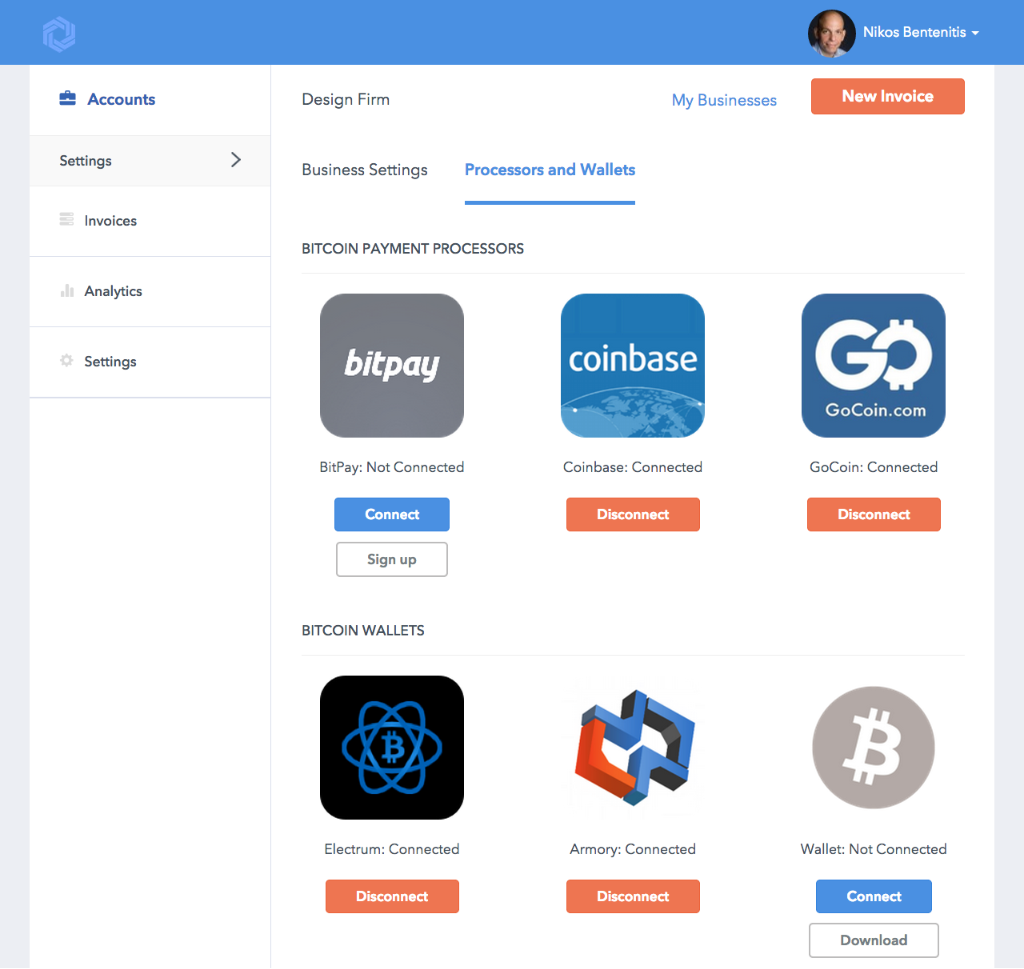 Nikos Bentenitis
Accounts
Settings
Invoices
Analytics
Settings
Design Firm
My Businesses
New Invoice
Business Settings
Processors and Wallets
BITCOIN PAYMENT PROCESSORS
bitpay
coinbase
GO
GoCoin.com
BitPay: Not Connected
Coinbase: Connected
GoCoin: Connected
Connect
Disconnect
Disconnect
Sign up
BITCOIN WALLETS
Electrum: Connected
Armory: Connected
Wallet: Not Connected
Disconnect
Disconnect
Connect
Download